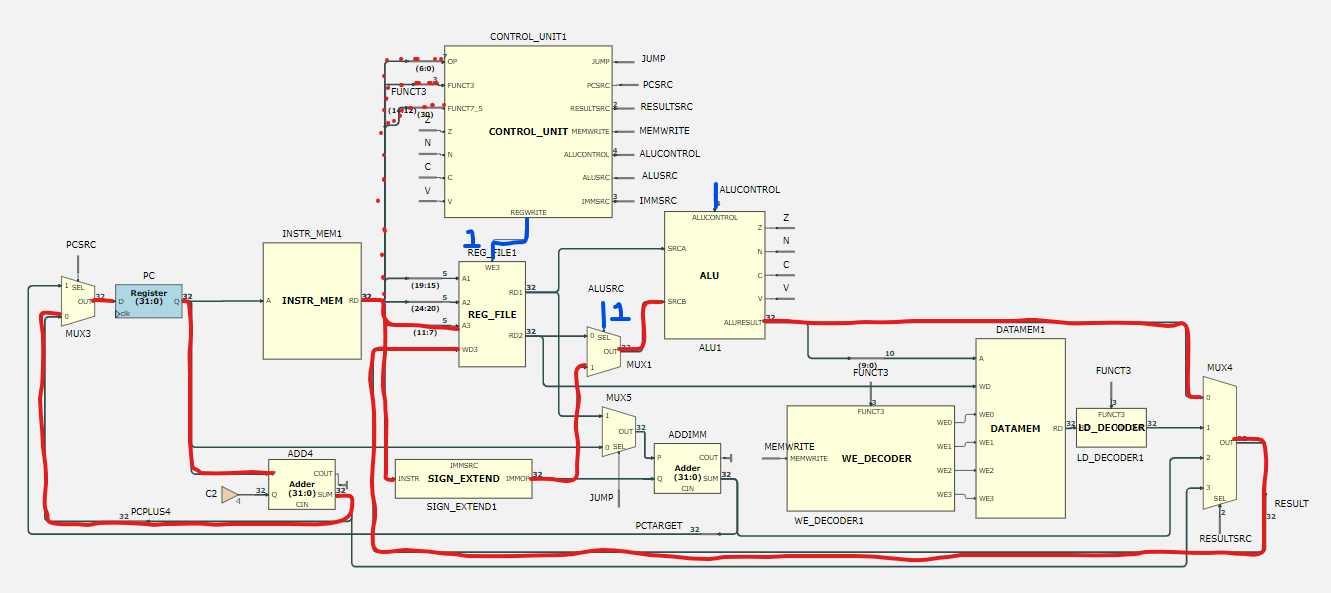 CONTROL_UNIT1
7
OP
(6:0)
JUMP
JUMP
3
FUNCT3
FUNCT3
PCSRC
PCSRC
(14:12)
(30)
FUNCT7_5
RESULTSRC
2
RESULTSRC
Z
Z
CONTROL_UNIT
MEMWRITE
MEMWRITE
N
N
ALUCONTROL
4
ALUCONTROL
C
C
ALUSRC
ALUSRC
V
V
IMMSRC
3
IMMSRC
REGWRITE
1
ALUCONTROL
ALUCONTROL
Z
Z
N
N
C
C
V
V
SRCA
ALU
SRCB
ALURESULT
32
ALU1
PCSRC
1
SEL
OUT
32
0
MUX3
PC
Register
(31:0)
D
Q
32
clk
INSTR_MEM1
A
INSTR_MEM
RD
32
REG_FILE1
WE3
5
A1
(19:15)
RD1
32
5
A2
(24:20)
REG_FILE
5
A3
(11:7)
RD2
32
WD3
ALUSRC
1
0
SEL
OUT
32
1
MUX1
MUX5
1
OUT
32
0
SEL
JUMP
ADDIMM
P
COUT
Adder
(31:0)
Q
SUM
32
CIN
10
(9:0)
FUNCT3
3
FUNCT3
WE0
WE1
WE2
WE3
MEMWRITE
MEMWRITE
WE_DECODER
WE_DECODER1
DATAMEM1
A
WD
WE0
DATAMEM
RD
32
WE1
WE2
WE3
FUNCT3
3
FUNCT3
LD_DECODER
32
LD_DECODER1
MUX4
0
1
OUT
32
2
3
SEL
2
RESULTSRC
RESULT
32
ADD4
COUT
Adder
(31:0)
C2
4
32
Q
SUM
32
CIN
IMMSRC
INSTR
SIGN_EXTEND
IMMOP
32
SIGN_EXTEND1
32
PCPLUS4
PCTARGET
32